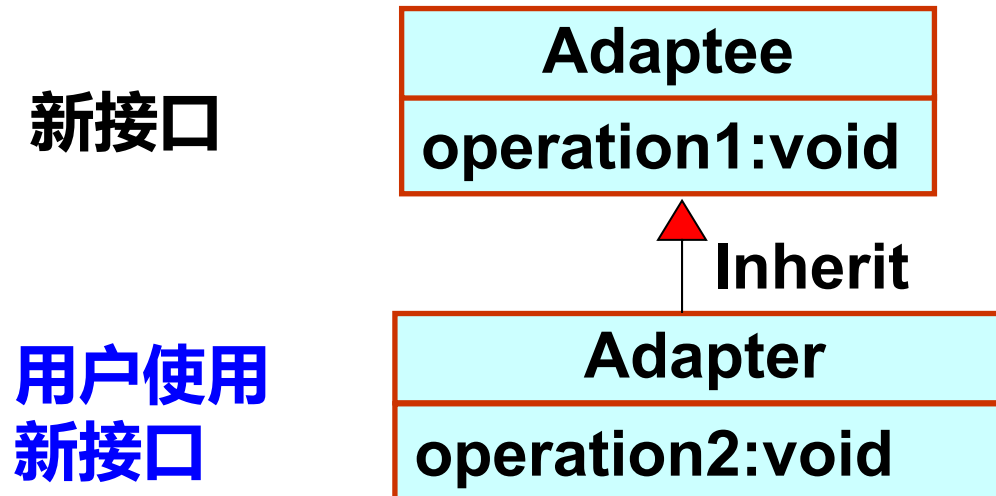 Adaptee
新接口
operation1:void
Inherit
Adapter
用户使用
新接口
operation2:void